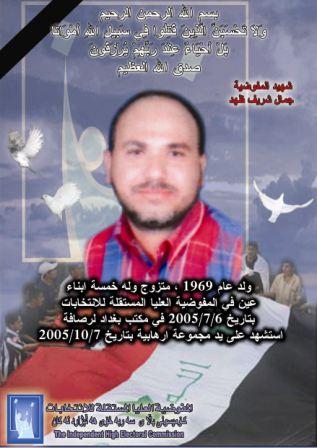 بسم الله الرحمن الرحيم
ولا تحسبن الذين قتلوا في سبيل الله امواتا
بل احياء عند ربهم يرزقون
صدق الله العظيم
شهيد المفوضية
جمال شريف فهد
ولد عام 1969 ، متزوج وله خمسة ابناء
عين في المفوضية العليا المستقلة للانتخابات
بتاريخ 2005/7/6 في مكتب بغداد لرصافة
استشهد على يد مجموعة ارهابية بتاريخ 2005/10/7
المفوضية العليا المستقلة للانتخابات
The Independent High Electoral Commission